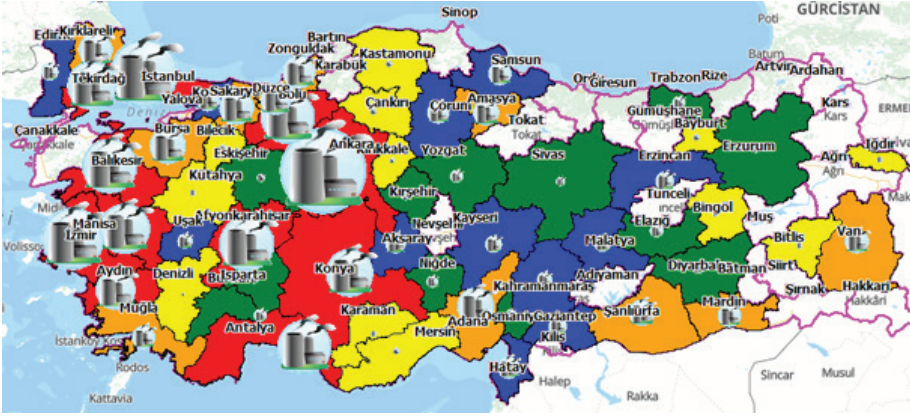 GÜRCİSTAN
Sinop
Poti
Bartın
Kastamonu
Edirne
Kırklareli
Zonguldak
Karabük
Samsun
Batum
Artvin
Ardahan
Tekirdağ
İstanbul
Yalova
Sakarya
Düzce
Bolu
Çankırı
Çorum
Amasya
Ordu
Giresun
Trabzon
Rize
Kars
Kars
Gümüşhane
Bayburt
Tokat
Tokat
Çanakkale
Bursa
Bilecik
Ankara
Kırıkkale
Yozgat
Sivas
Erzincan
Erzurum
Iğdır
Ağrı
Ağrı
Balıkesir
Eskişehir
Kütahya
Kırşehir
Tunceli
Bingöl
Muş
Manisa
İzmir
Uşak
Afyonkarahisar
Nevşehir
Kayseri
Aksaray
Elazığ
Malatya
Bitlis
Van
Aydın
Denizli
Isparta
Konya
Niğde
Adıyaman
Diyarbakır
Batman
Siirt
Şırnak
Hakkari
Hakkâri
Muğla
Antalya
Karaman
Mersin
Adana
Osmaniye
Kahramanmaraş
Gaziantep
Kilis
Şanlıurfa
Mardin
Hatay
Rodos
Kattavia
Halep
Rakka
Sincar
Musul